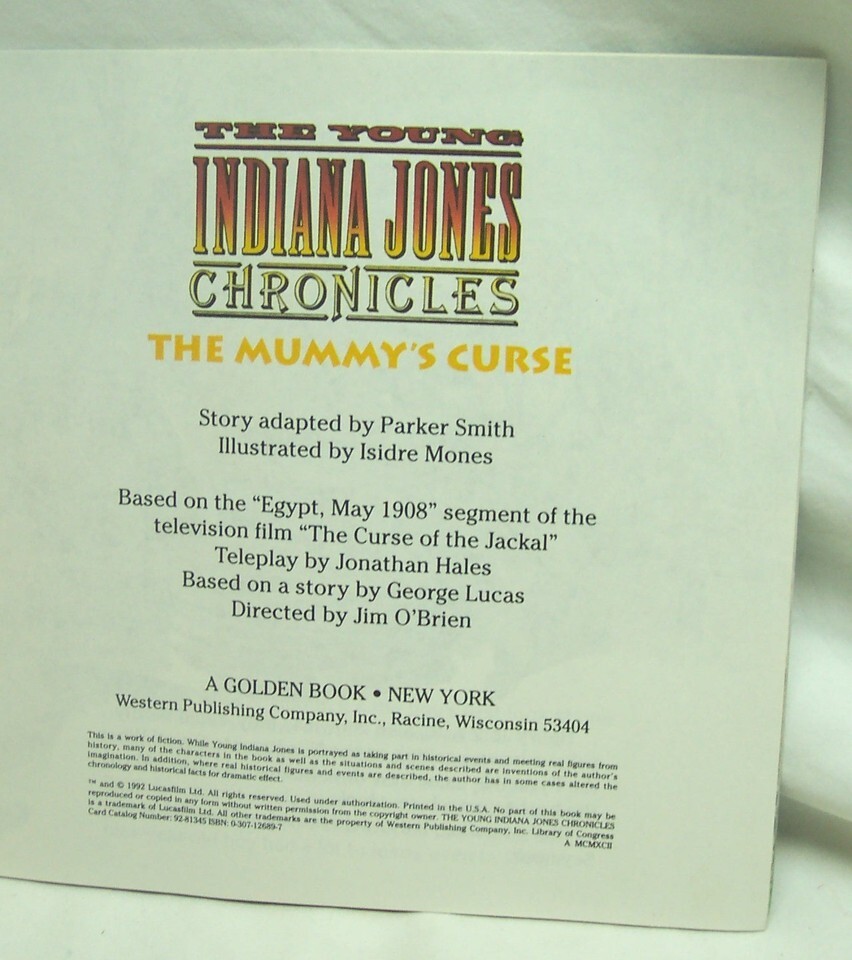 THE YOUNG
INDIANA JONES
CHRONICLES
THE MUMMY'S CURSE
Story adapted by Parker Smith
Illustrated by Isidre Mones
Based on the “Egypt, May 1908” segment of the
television film “The Curse of the Jackal”
Teleplay by Jonathan Hales
Based on a story by George Lucas
Directed by Jim O'Brien
A GOLDEN BOOK • NEW YORK
Western Publishing Company, Inc., Racine, Wisconsin 53404
This is a work of fiction. While Young Indiana Jones is portrayed as taking part in historical events and meeting real figures from
history, many of the characters in the book as well as the situations and scenes described are inventions of the author's
imagination. In addition, where real historical figures and events are described, the author has in some cases altered the
chronology and historical facts for dramatic effect.
™ and © 1992 Lucasfilm Ltd. All rights reserved. Used under authorization. Printed in the U.S.A. No part of this book may be
reproduced or copied in any form without written permission from the copyright owner. THE YOUNG INDIANA JONES CHRONICLES
is a trademark of Lucasfilm Ltd. All other trademarks are the property of Western Publishing Company, Inc. Library of Congress
Card Catalog Number: 92-81345 ISBN: 0-307-12689-7
A MCMXCII